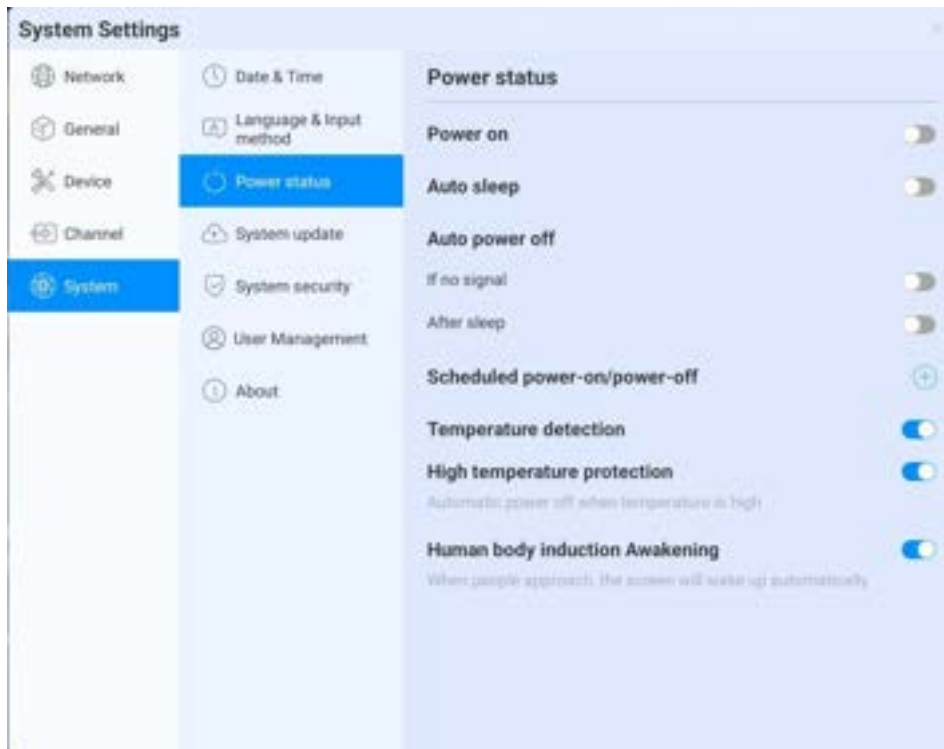 System Settings
Network
General
Device
Channel
System
Date & Time
Language & Input
method
Power status
System update
System security
User Management
About
Power status
Power on
Auto sleep
Auto power off
If no signal
After sleep
Scheduled power-on/power-off
Temperature detection
High temperature protection
Automatic power off when temperature is high
Human body induction Awakening
When people approach, the screen will wake up automatically